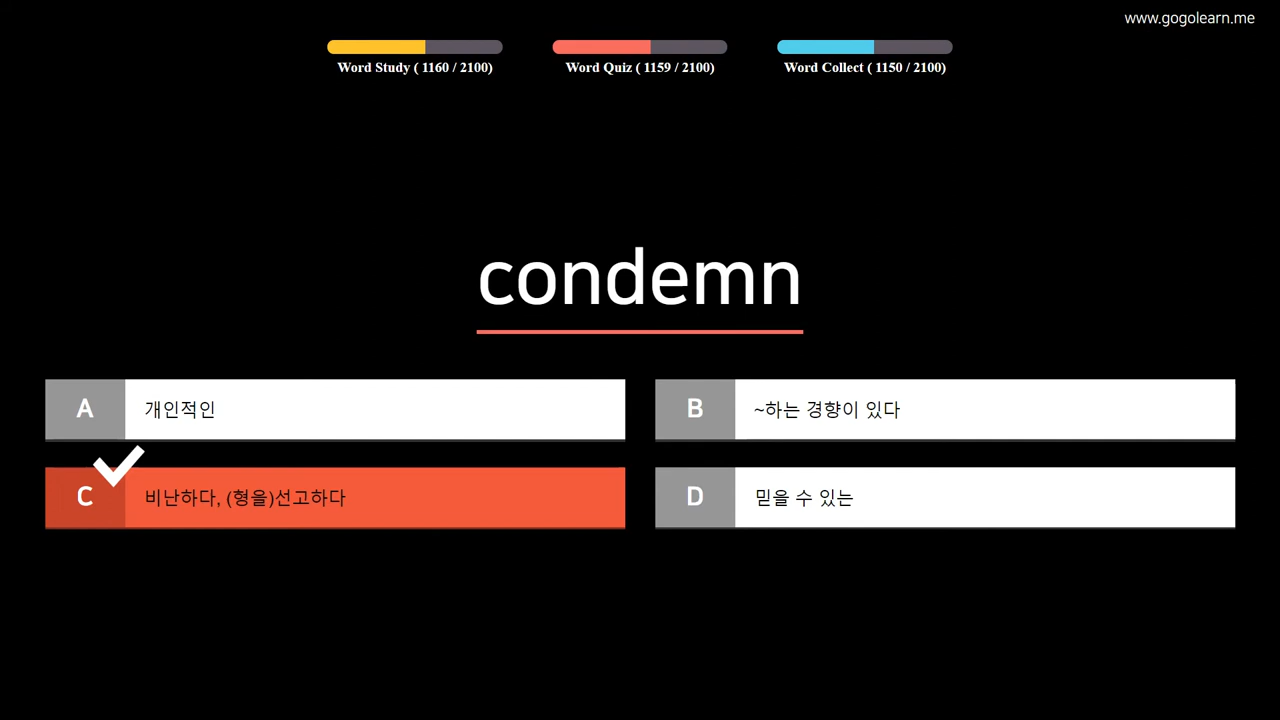 www.gogolearn.me
Word Study ( 1160 / 2100)
Word Quiz ( 1159 / 2100)
Word Collect ( 1150 / 2100)
condemn
A 개인적인
B ~하는 경향이 있다
C 비난하다, (형을)선고하다
D 믿을 수 있는